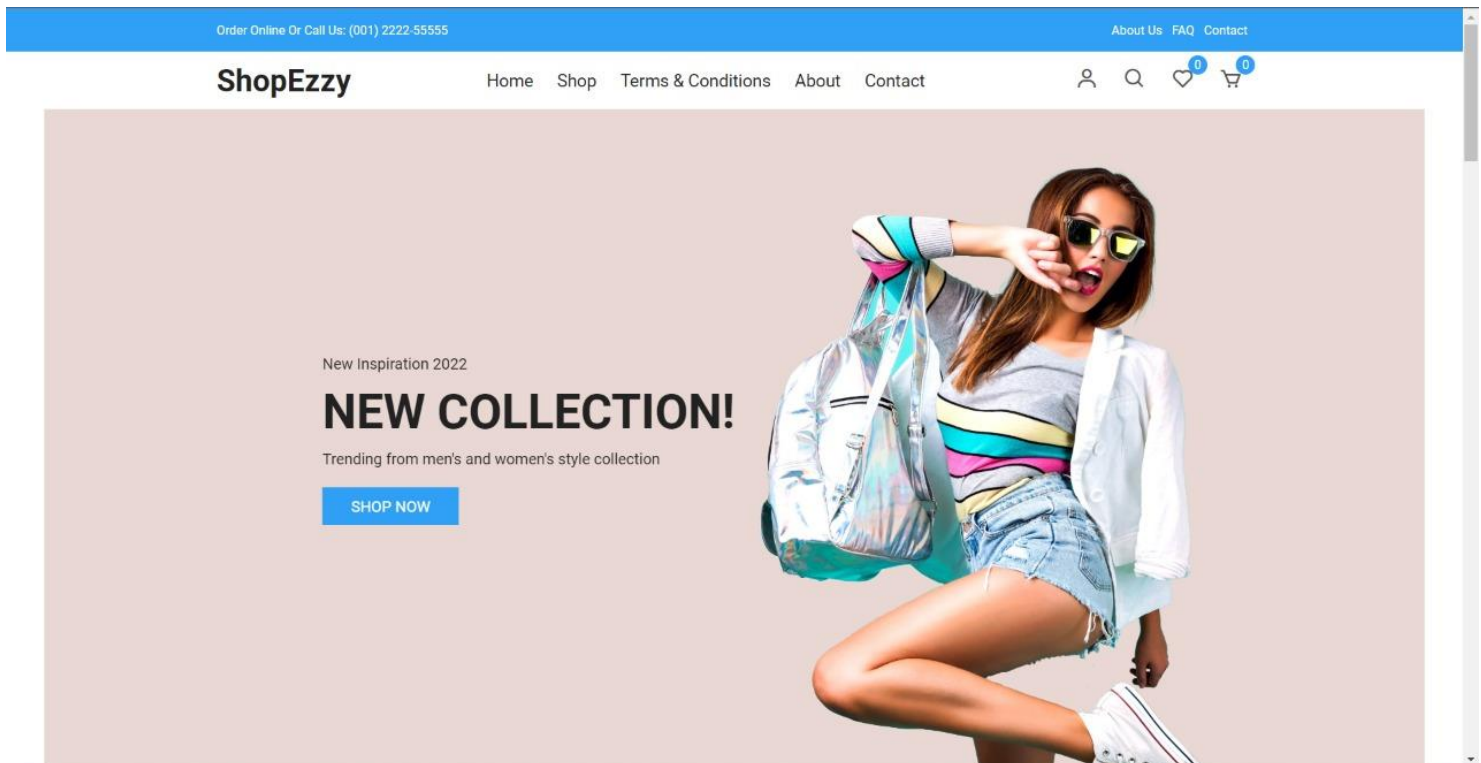 Order Online Or Call Us: (001) 2222-55555
About Us FAQ Contact
ShopEzzy
Home Shop Terms & Conditions About Contact
0 0
New Inspiration 2022
NEW COLLECTION!
Trending from men's and women's style collection
SHOP NOW